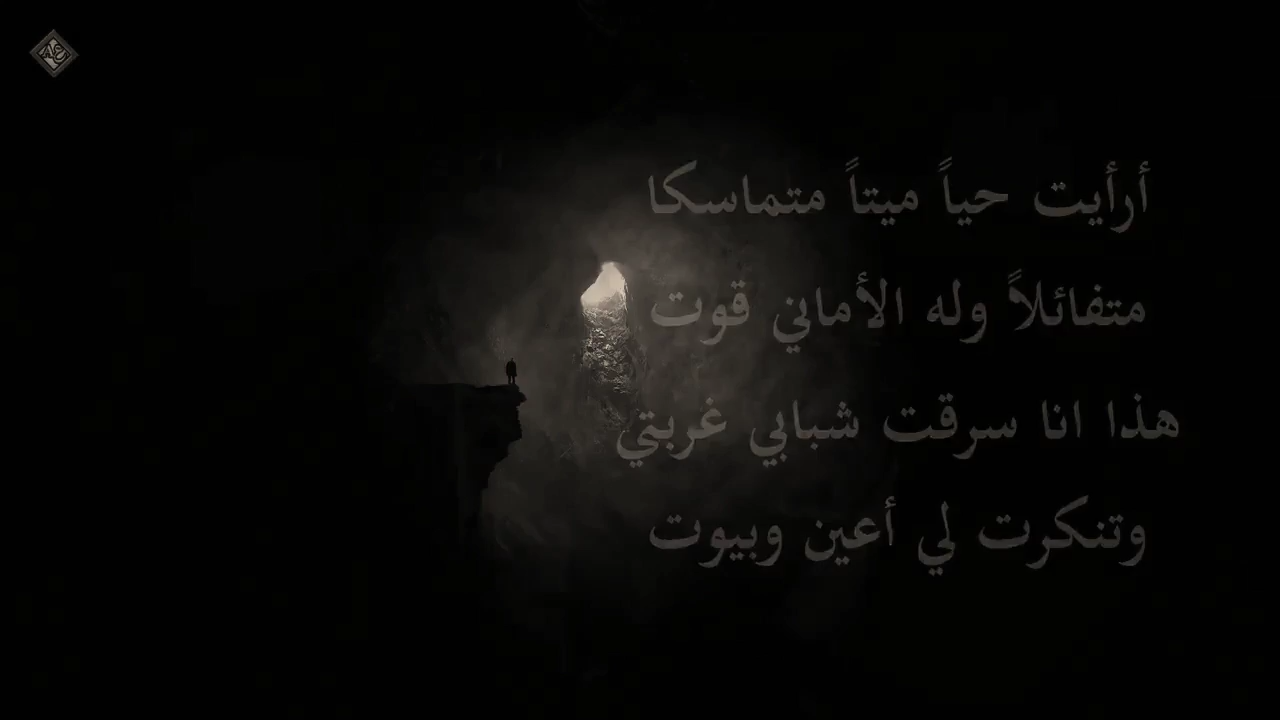 أرأيت حياً ميتاً متماسكا
متفائلاً وله الأماني قوت
هذا انا سرقت شبابي غربتي
وتنكرت لي أعين وبيوت